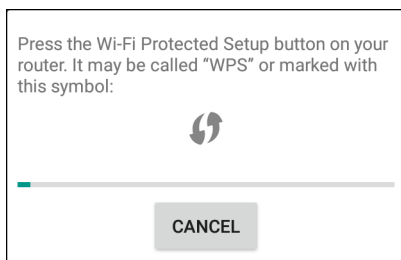 Press the Wi-Fi Protected Setup button on your
router. It may be called “WPS” or marked with
this symbol:
CANCEL